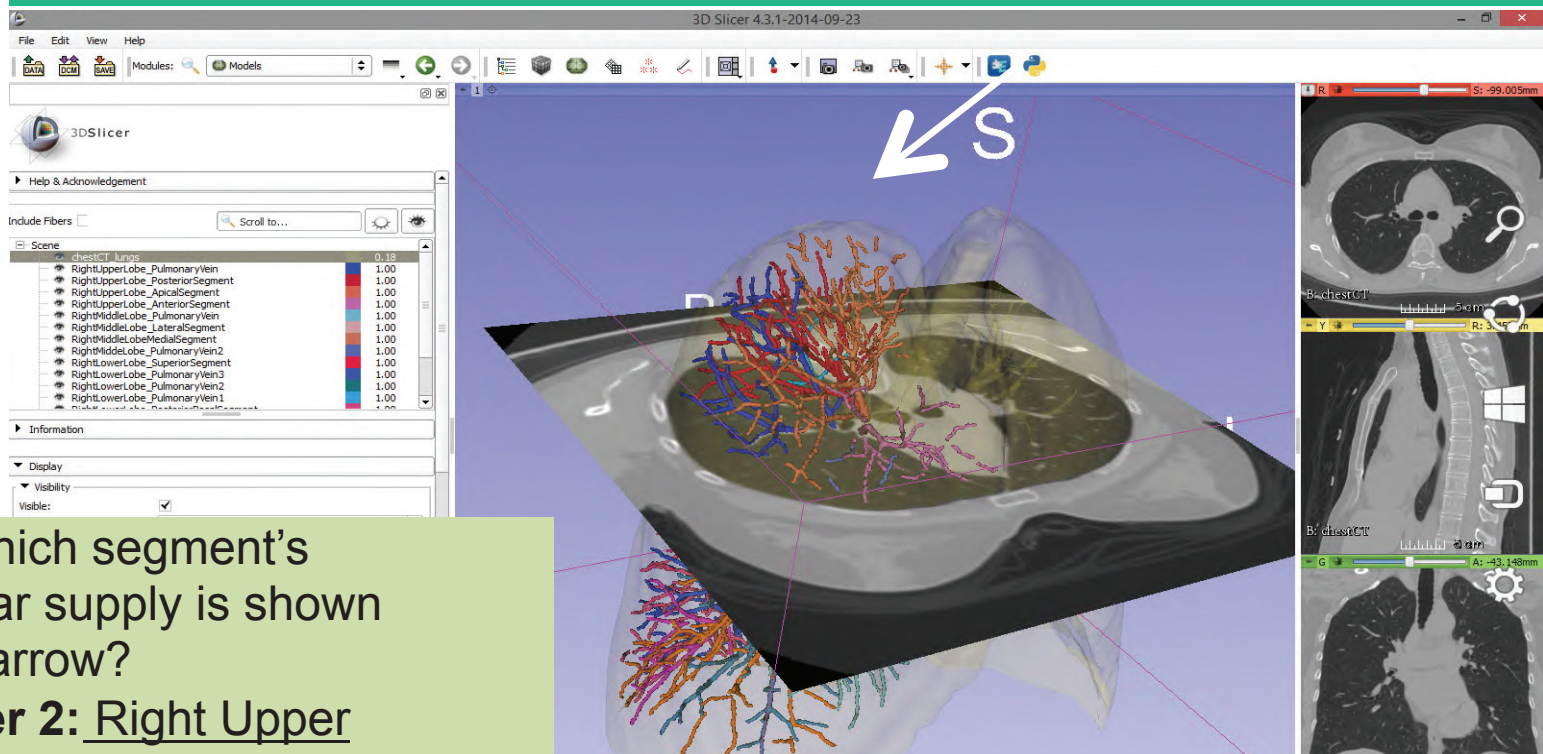 3D Slicer 4.3.1-2014-09-23
File Edit View Help
DATA DCM SAVE Modules: Models
1
R S: -99.005mm
3DSlicer
Help & Acknowledgement
Include Fibers Scroll to...
Scene
chestCT_lungs 0.18
RightUpperLobe_PulmonaryVein 1.00
RightUpperLobe_PosteriorSegment 1.00
RightUpperLobe_ApicalSegment 1.00
RightUpperLobe_AnteriorSegment 1.00
RightMiddleLobe_PulmonaryVein 1.00
RightMiddleLobe_LateralSegment 1.00
RightMiddleLobeMedialSegment 1.00
RightMiddeLobe_PulmonaryVein2 1.00
RightLowerLobe_SuperiorSegment 1.00
RightLowerLobe_PulmonaryVein3 1.00
RightLowerLobe_PulmonaryVein2 1.00
RightLowerLobe_PulmonaryVein1 1.00
Information
Display
Visibility
Visible:
S
B: chestCT
5 cm
Y
B: chestCT
5 cm
G A: -43.148mm
hich segment's
ar supply is shown
arrow?
er 2: Right Upper